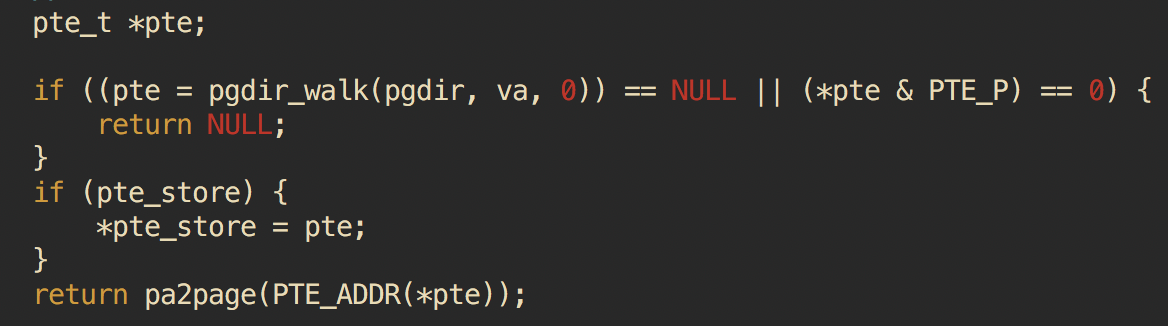 pte_t *pte;
if ((pte = pgdir_walk(pgdir, va, 0)) == NULL || (*pte & PTE_P) == 0) {
return NULL;
}
if (pte_store) {
*pte_store = pte;
}
return pa2page(PTE_ADDR(*pte));